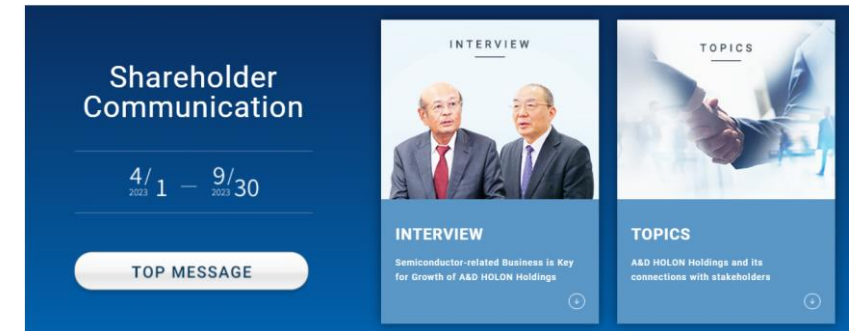 Shareholder
Communication
4/1 — 9/30
2023 2023
TOP MESSAGE
INTERVIEW
INTERVIEW
Semiconductor-related Business is Key
for Growth of A&D HOLON Holdings
TOPICS
TOPICS
A&D HOLON Holdings and its
connections with stakeholders